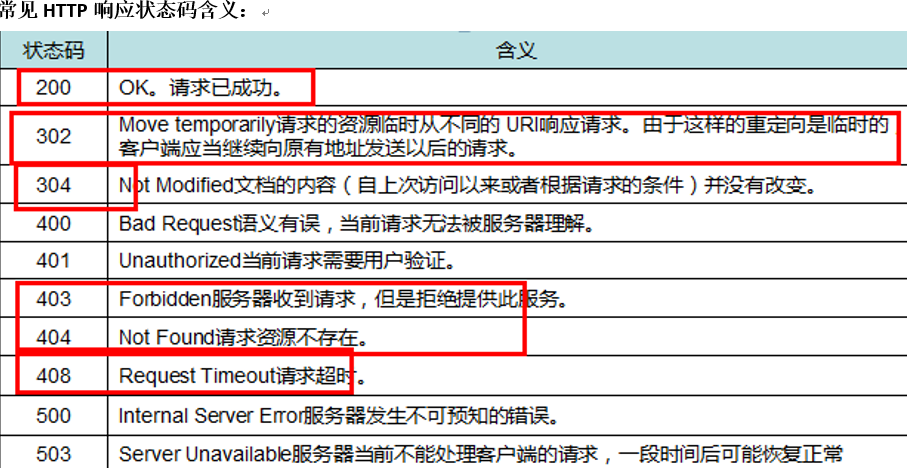 常见 HTTP 响应状态码含义：
状态码 含义
200 OK。请求已成功。
302 Move temporarily请求的资源临时从不同的 URI响应请求。由于这样的重定向是临时的
客户端应当继续向原有地址发送以后的请求。
304 Not Modified文档的内容（自上次访问以来或者根据请求的条件）并没有改变。
400 Bad Request语义有误，当前请求无法被服务器理解。
401 Unauthorized当前请求需要用户验证。
403 Forbidden服务器收到请求，但是拒绝提供此服务。
404 Not Found请求资源不存在。
408 Request Timeout请求超时。
500 Internal Server Error服务器发生不可预知的错误。
503 Server Unavailable服务器当前不能处理客户端的请求，一段时间后可能恢复正常